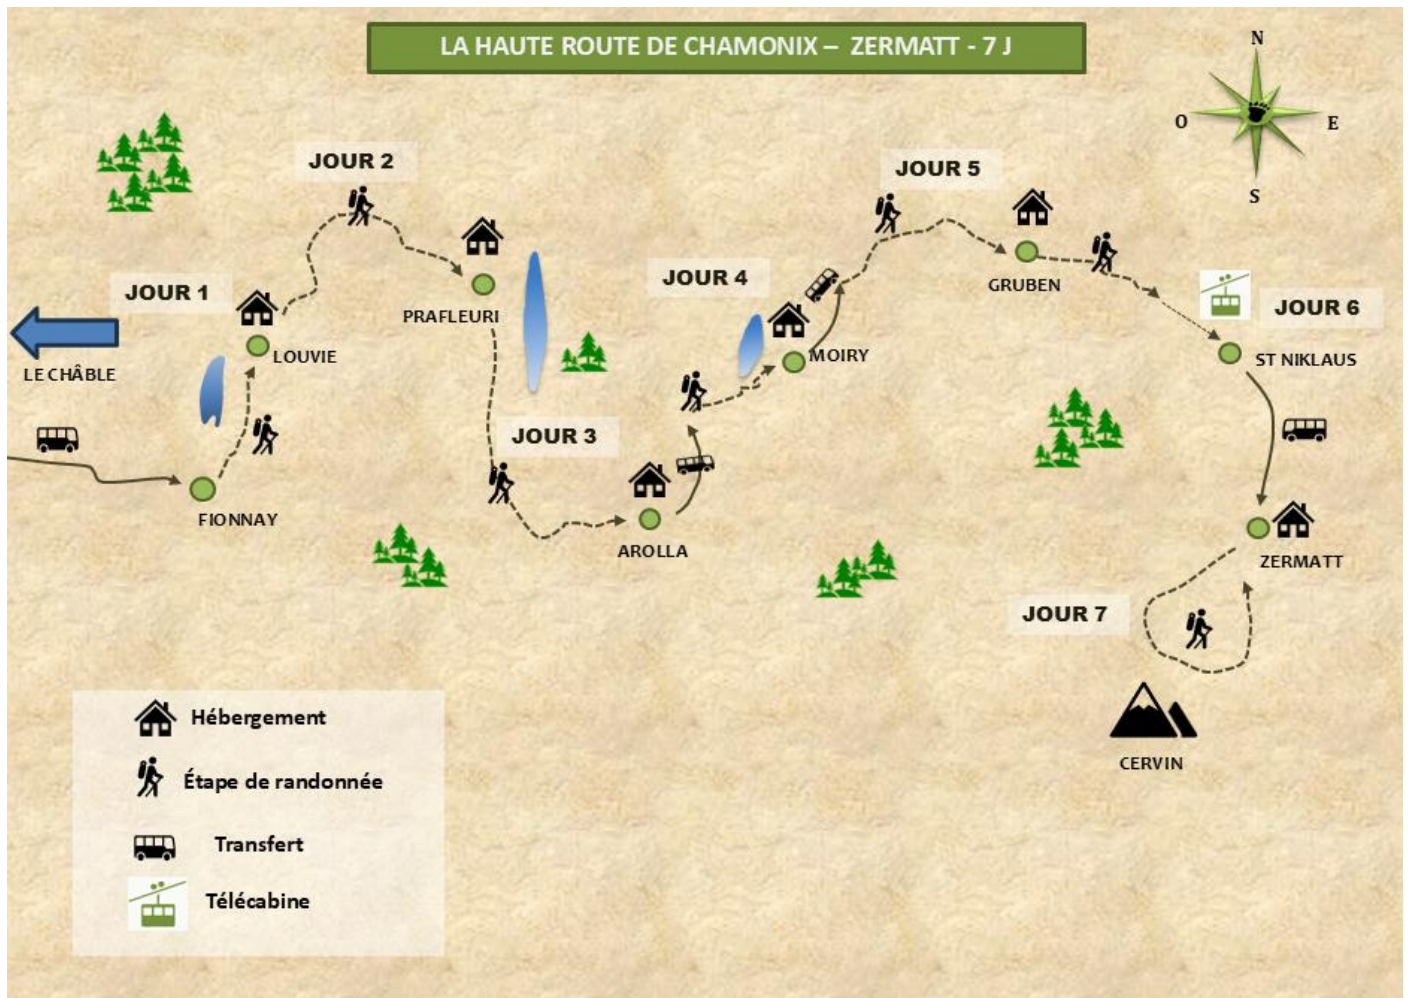 LA HAUTE ROUTE DE CHAMONIX – ZERMATT - 7 J
N
O
E
S
JOUR 2
JOUR 5
JOUR 4
JOUR 1
GRUBEN
JOUR 6
PRAFLEURI
LOUVIE
MOIRY
ST NIKLAUS
LE CHÂBLE
JOUR 3
FIONNAY
AROLLA
ZERMATT
JOUR 7
CERVIN
Hébergement
Étape de randonnée
Transfert
Télécabine